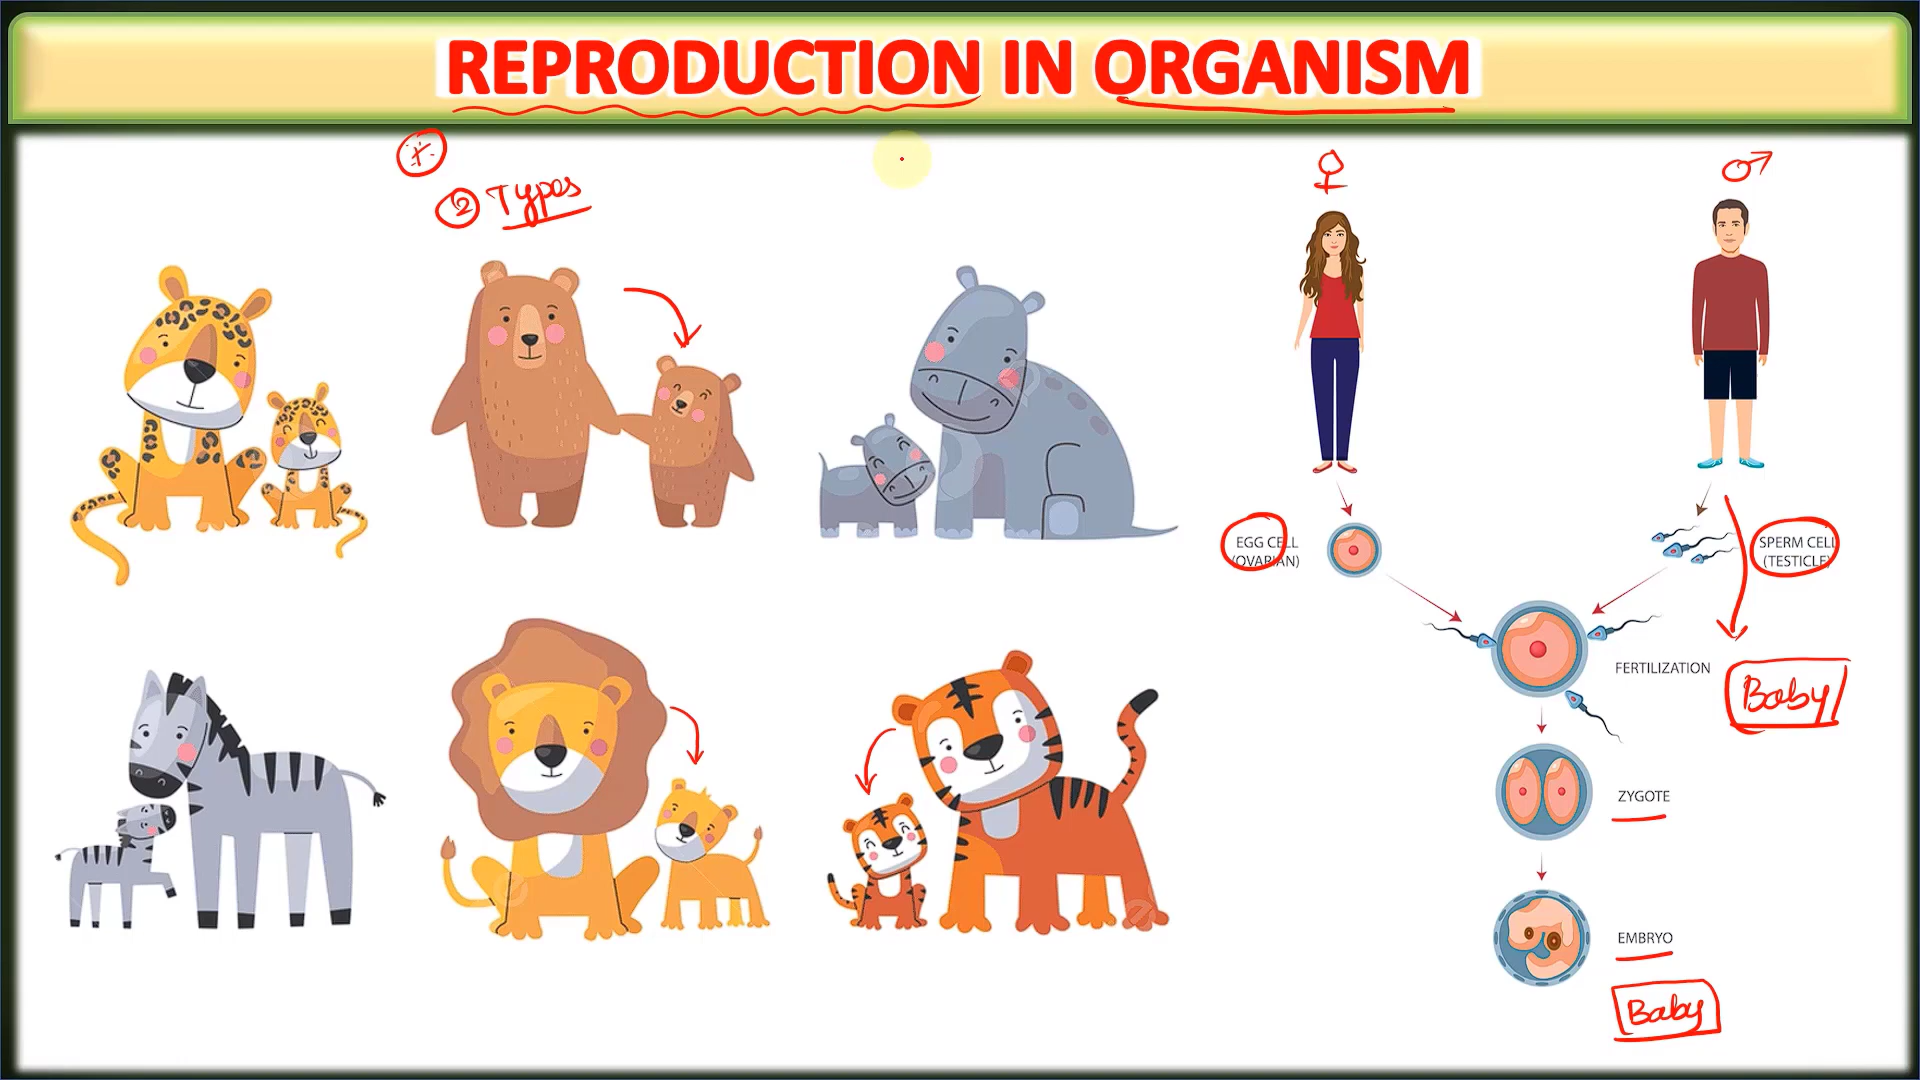 REPRODUCTION IN ORGANISM
② Types
♀
♂
EGG CELL
(OVARIAN)
SPERM CELL
(TESTICLE)
FERTILIZATION
Baby
ZYGOTE
EMBRYO
Baby